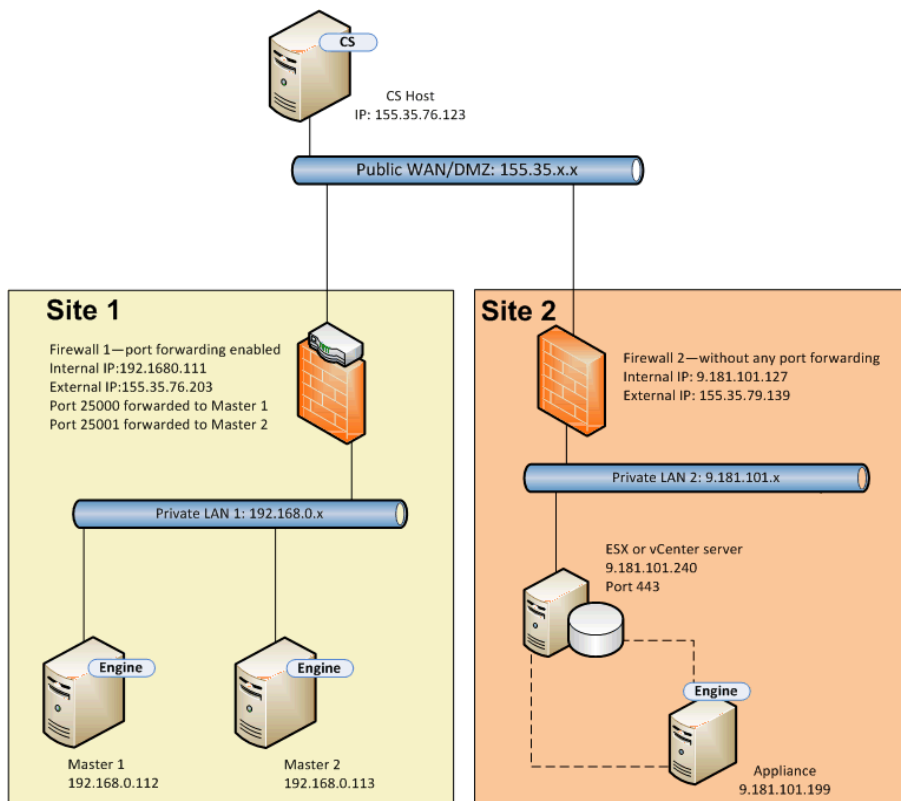 CS
CS Host
IP: 155.35.76.123
Public WAN/DMZ: 155.35.x.x
Site 1
Firewall 1—port forwarding enabled
Internal IP:192.1680.111
External IP:155.35.76.203
Port 25000 forwarded to Master 1
Port 25001 forwarded to Master 2
Private LAN 1: 192.168.0.x
Engine
Master 1
192.168.0.112
Engine
Master 2
192.168.0.113
Site 2
Firewall 2—without any port forwarding
Internal IP: 9.181.101.127
External IP: 155.35.79.139
Private LAN 2: 9.181.101.x
ESX or vCenter server
9.181.101.240
Port 443
Engine
Appliance
9.181.101.199